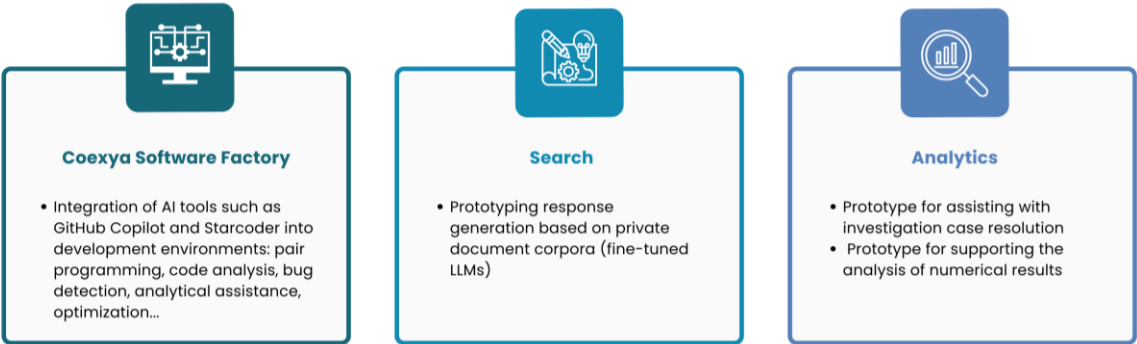 Coexya Software Factory
• Integration of AI tools such as
GitHub Copilot and Starcoder into
development environments: pair
programming, code analysis, bug
detection, analytical assistance,
optimization...
Search
• Prototyping response
generation based on private
document corpora (fine-tuned
LLMs)
Analytics
• Prototype for assisting with
investigation case resolution
• Prototype for supporting the
analysis of numerical results